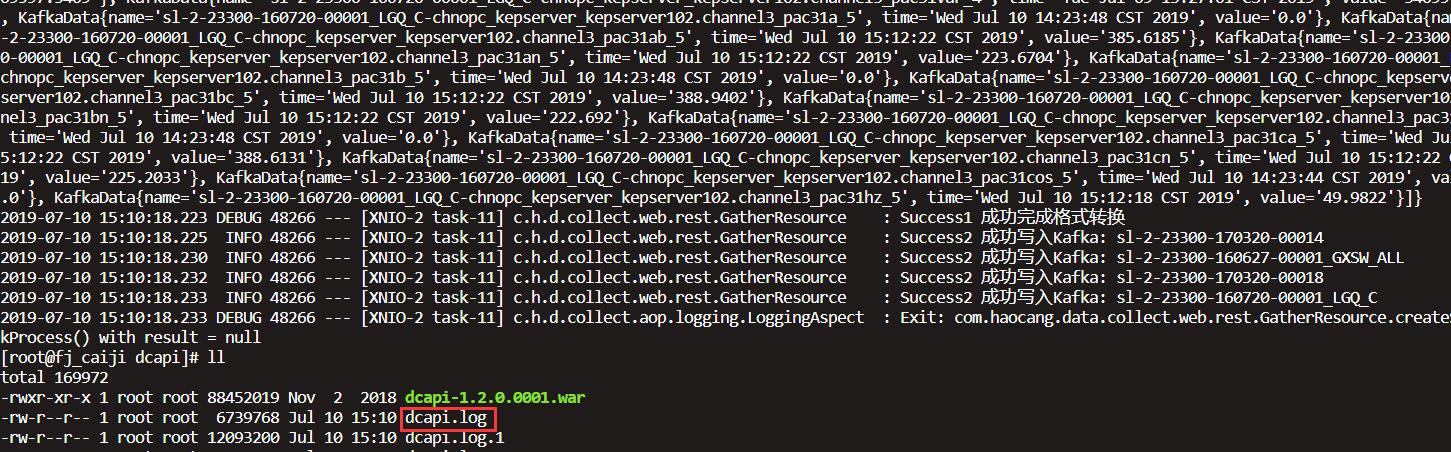 , KafkaData{name='sl-2-23300-160720-00001_LGQ_C-chnopc_kepserver_kepserver102.channel3_pac31a_5', time='Wed Jul 10 14:23:48 CST 2019', value='0.0'}, KafkaD
-2-23300-160720-00001_LGQ_C-chnopc_kepserver_kepserver102.channel3_pac31ab_5', time='Wed Jul 10 15:12:22 CST 2019', value='385.6185'}, KafkaData{name='sl-2-23300
0-00001_LGQ_C-chnopc_kepserver_kepserver102.channel3_pac31an_5', time='Wed Jul 10 15:12:22 CST 2019', value='223.6704'}, KafkaData{name='sl-2-23300-160720-00001_
chnopc_kepserver_kepserver102.channel3_pac31b_5', time='Wed Jul 10 14:23:48 CST 2019', value='0.0'}, KafkaData{name='sl-2-23300-160720-00001_LGQ_C-chnopc_kepserve
server102.channel3_pac31bc_5', time='Wed Jul 10 15:12:22 CST 2019', value='388.9402'}, KafkaData{name='sl-2-23300-160720-00001_LGQ_C-chnopc_kepserver_kepserver10
nel3_pac31bn_5', time='Wed Jul 10 15:12:22 CST 2019', value='222.692'}, KafkaData{name='sl-2-23300-160720-00001_LGQ_C-chnopc_kepserver_kepserver102.channel3_pac3
time='Wed Jul 10 14:23:48 CST 2019', value='0.0'}, KafkaData{name='sl-2-23300-160720-00001_LGQ_C-chnopc_kepserver_kepserver102.channel3_pac31ca_5', time='Wed Ju
5:12:22 CST 2019', value='388.6131'}, KafkaData{name='sl-2-23300-160720-00001_LGQ_C-chnopc_kepserver_kepserver102.channel3_pac31cn_5', time='Wed Jul 10 15:12:22
19', value='225.2033'}, KafkaData{name='sl-2-23300-160720-00001_LGQ_C-chnopc_kepserver_kepserver102.channel3_pac31cos_5', time='Wed Jul 10 14:23:44 CST 2019', va
.0'}, KafkaData{name='sl-2-23300-160720-00001_LGQ_C-chnopc_kepserver_kepserver102.channel3_pac31hz_5', time='Wed Jul 10 15:12:18 CST 2019', value='49.9822'}]}
2019-07-10 15:10:18.223 DEBUG 48266 --- [XNIO-2 task-11] c.h.d.collect.web.rest.GatherResource : Success1 成功完成格式转换
2019-07-10 15:10:18.225 INFO 48266 --- [XNIO-2 task-11] c.h.d.collect.web.rest.GatherResource : Success2 成功写入Kafka: sl-2-23300-170320-00014
2019-07-10 15:10:18.230 INFO 48266 --- [XNIO-2 task-11] c.h.d.collect.web.rest.GatherResource : Success2 成功写入Kafka: sl-2-23300-160627-00001_GXSW_ALL
2019-07-10 15:10:18.232 INFO 48266 --- [XNIO-2 task-11] c.h.d.collect.web.rest.GatherResource : Success2 成功写入Kafka: sl-2-23300-170320-00018
2019-07-10 15:10:18.233 INFO 48266 --- [XNIO-2 task-11] c.h.d.collect.web.rest.GatherResource : Success2 成功写入Kafka: sl-2-23300-160720-00001_LGQ_C
2019-07-10 15:10:18.233 DEBUG 48266 --- [XNIO-2 task-11] c.h.d.collect.aop.logging.LoggingAspect : Exit: com.haocang.data.collect.web.rest.GatherResource.create
kProcess() with result = null
[root@fj_caiji dcapi]# ll
total 169972
-rwxr-xr-x 1 root root 88452019 Nov 2 2018 dcapi-1.2.0.0001.war
-rw-r--r-- 1 root root 6739768 Jul 10 15:10 dcapi.log
-rw-r--r-- 1 root root 12093200 Jul 10 15:10 dcapi.log.1